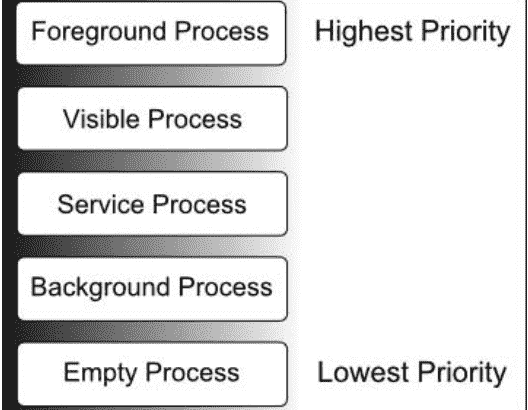 Foreground Process Highest Priority
Visible Process
Service Process
Background Process
Empty Process Lowest Priority